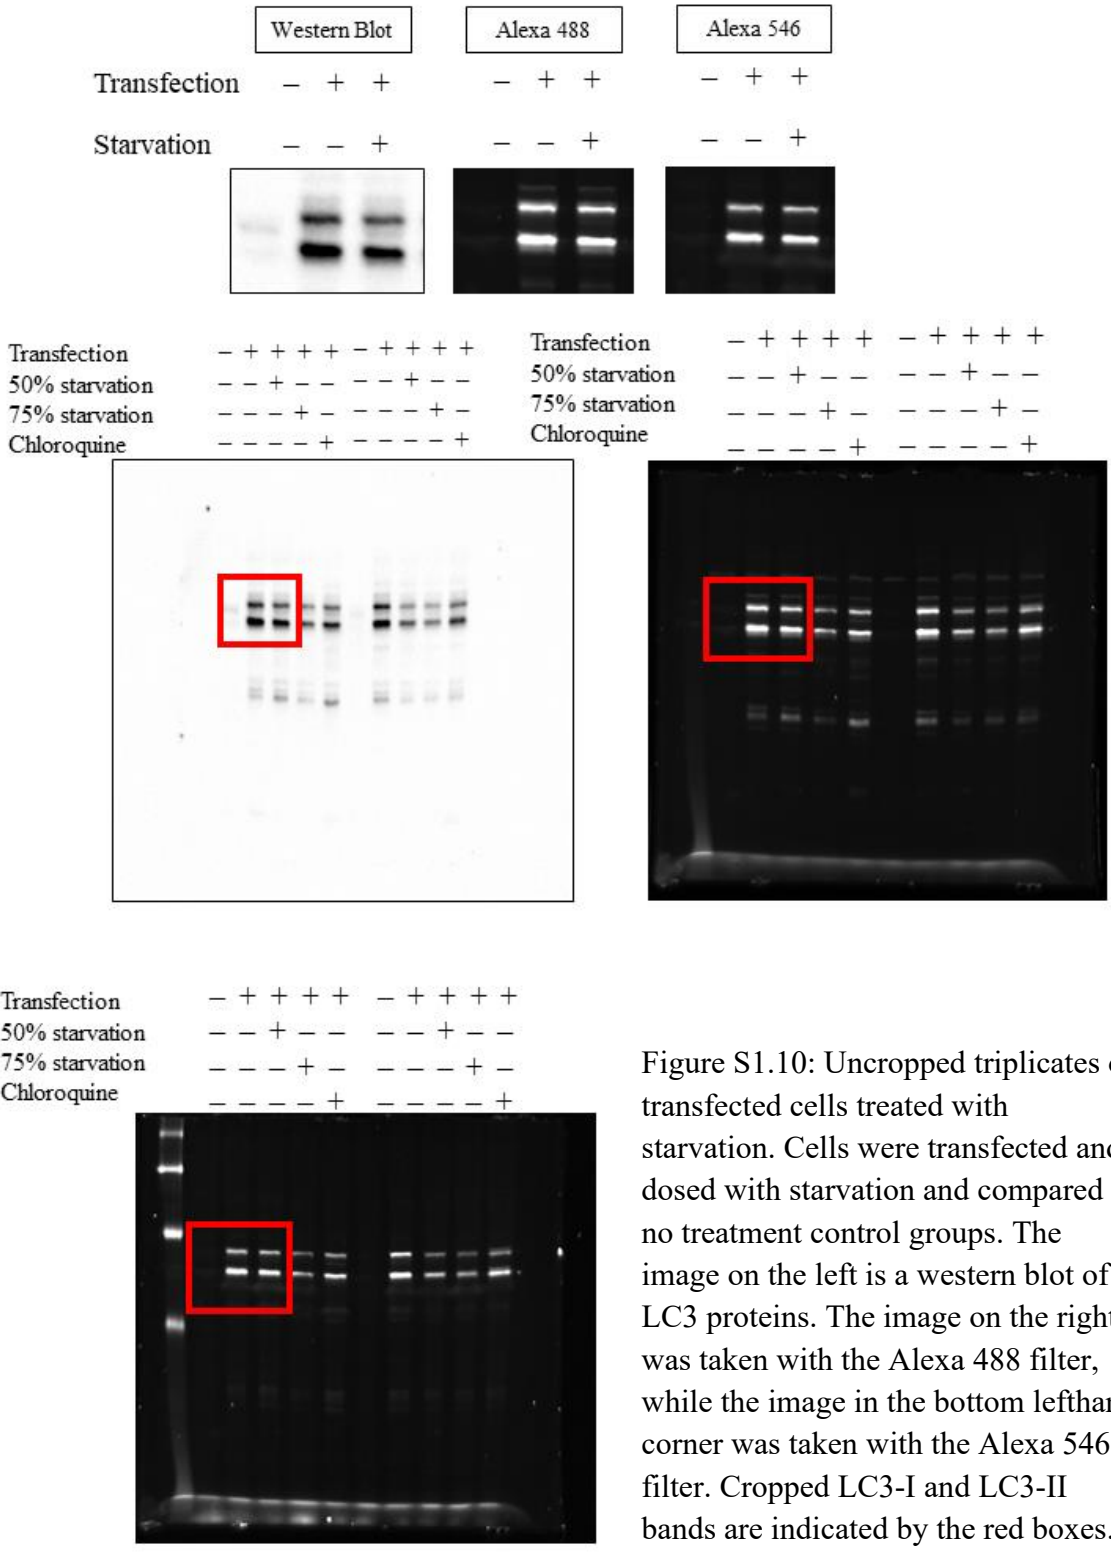 Western Blot Alexa 488 Alexa 546
Transfection – + + – + + – + +
Starvation – – + – – + – – +
Transfection – + + + + – + + + +
50% starvation – – + – – – – + – –
75% starvation – – – + – – – – + –
Chloroquine – – – – + – – – – +
Transfection – + + + + – + + + +
50% starvation – – + – – – – + – –
75% starvation – – – + – – – – + –
Chloroquine – – – – + – – – – +
Transfection – + + + + – + + + +
50% starvation – – + – – – – + – –
75% starvation – – – + – – – – + –
Chloroquine – – – – + – – – – +
Figure S1.10: Uncropped triplicates
transfected cells treated with
starvation. Cells were transfected and
dosed with starvation and compared
no treatment control groups. The
image on the left is a western blot of
LC3 proteins. The image on the right
was taken with the Alexa 488 filter,
while the image in the bottom lefthan
corner was taken with the Alexa 546
filter. Cropped LC3-I and LC3-II
bands are indicated by the red boxes.